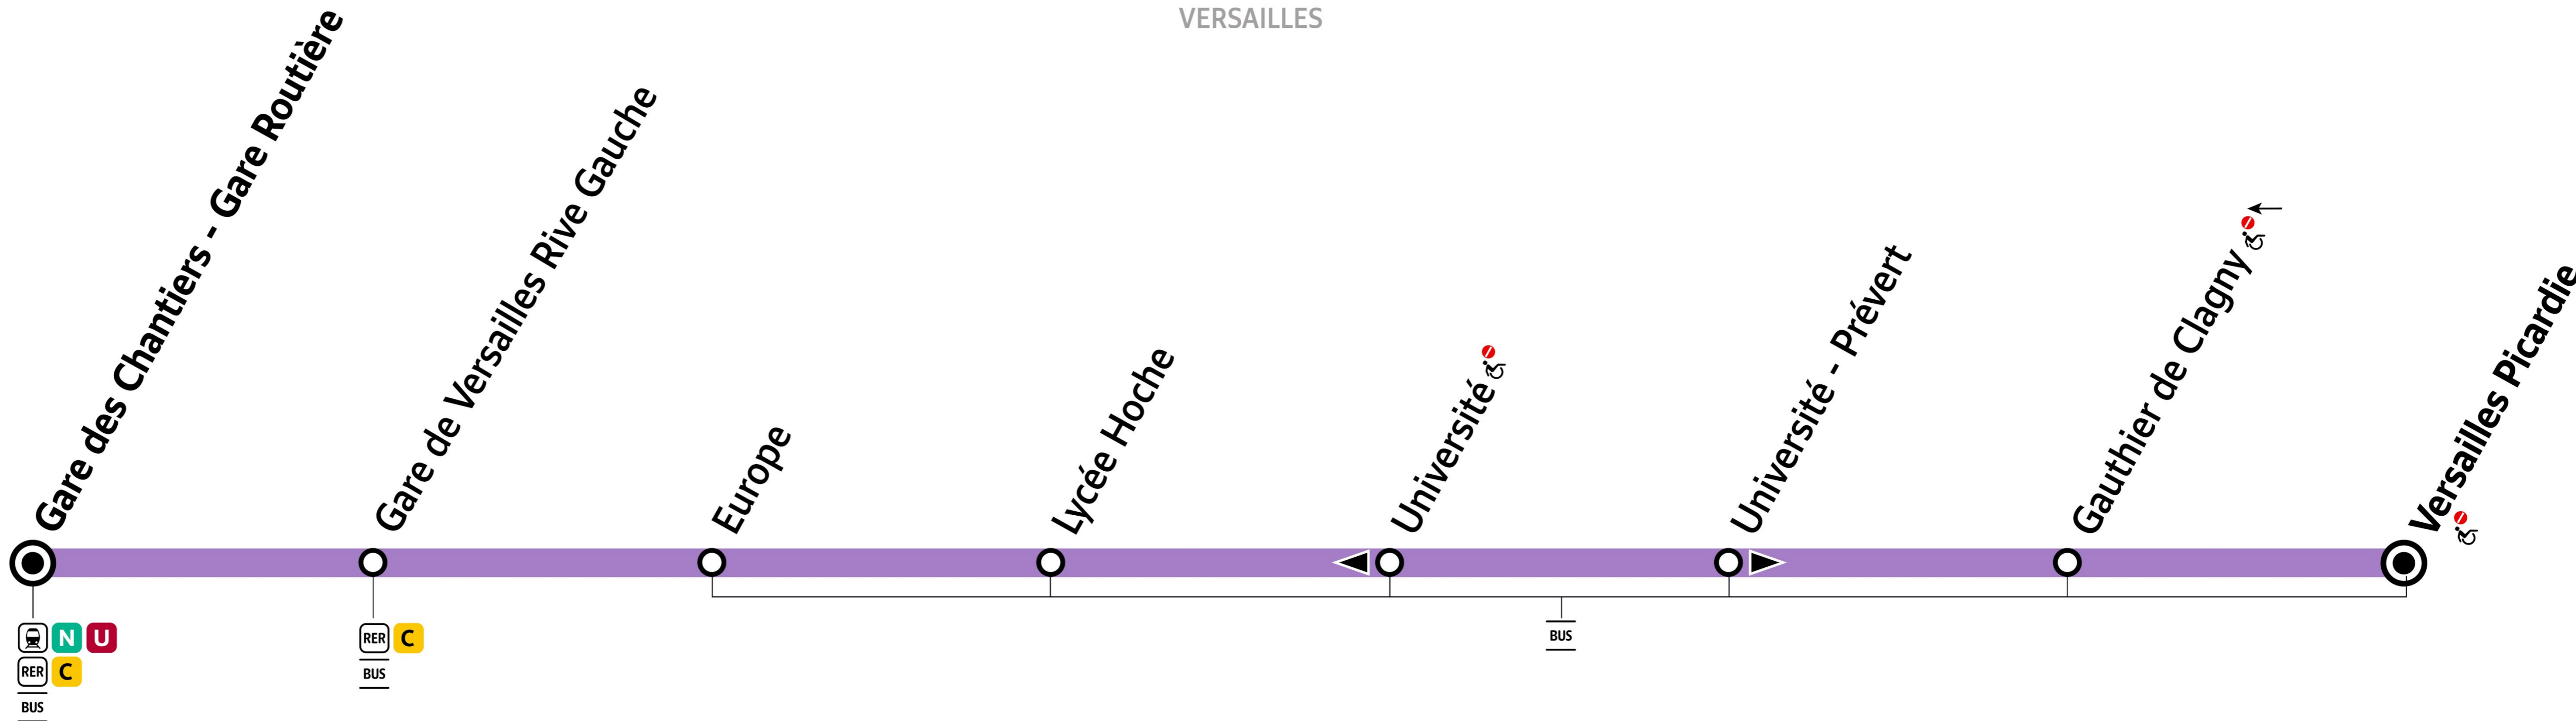 VERSAILLES
Gare des Chantiers - Gare Routière
Gare de Versailles Rive Gauche
Europe
Lycée Hoche
Université
Université - Prévert
Gauthier de Clagny
Versailles Picardie
N U
RER C
BUS
RER C
BUS
BUS